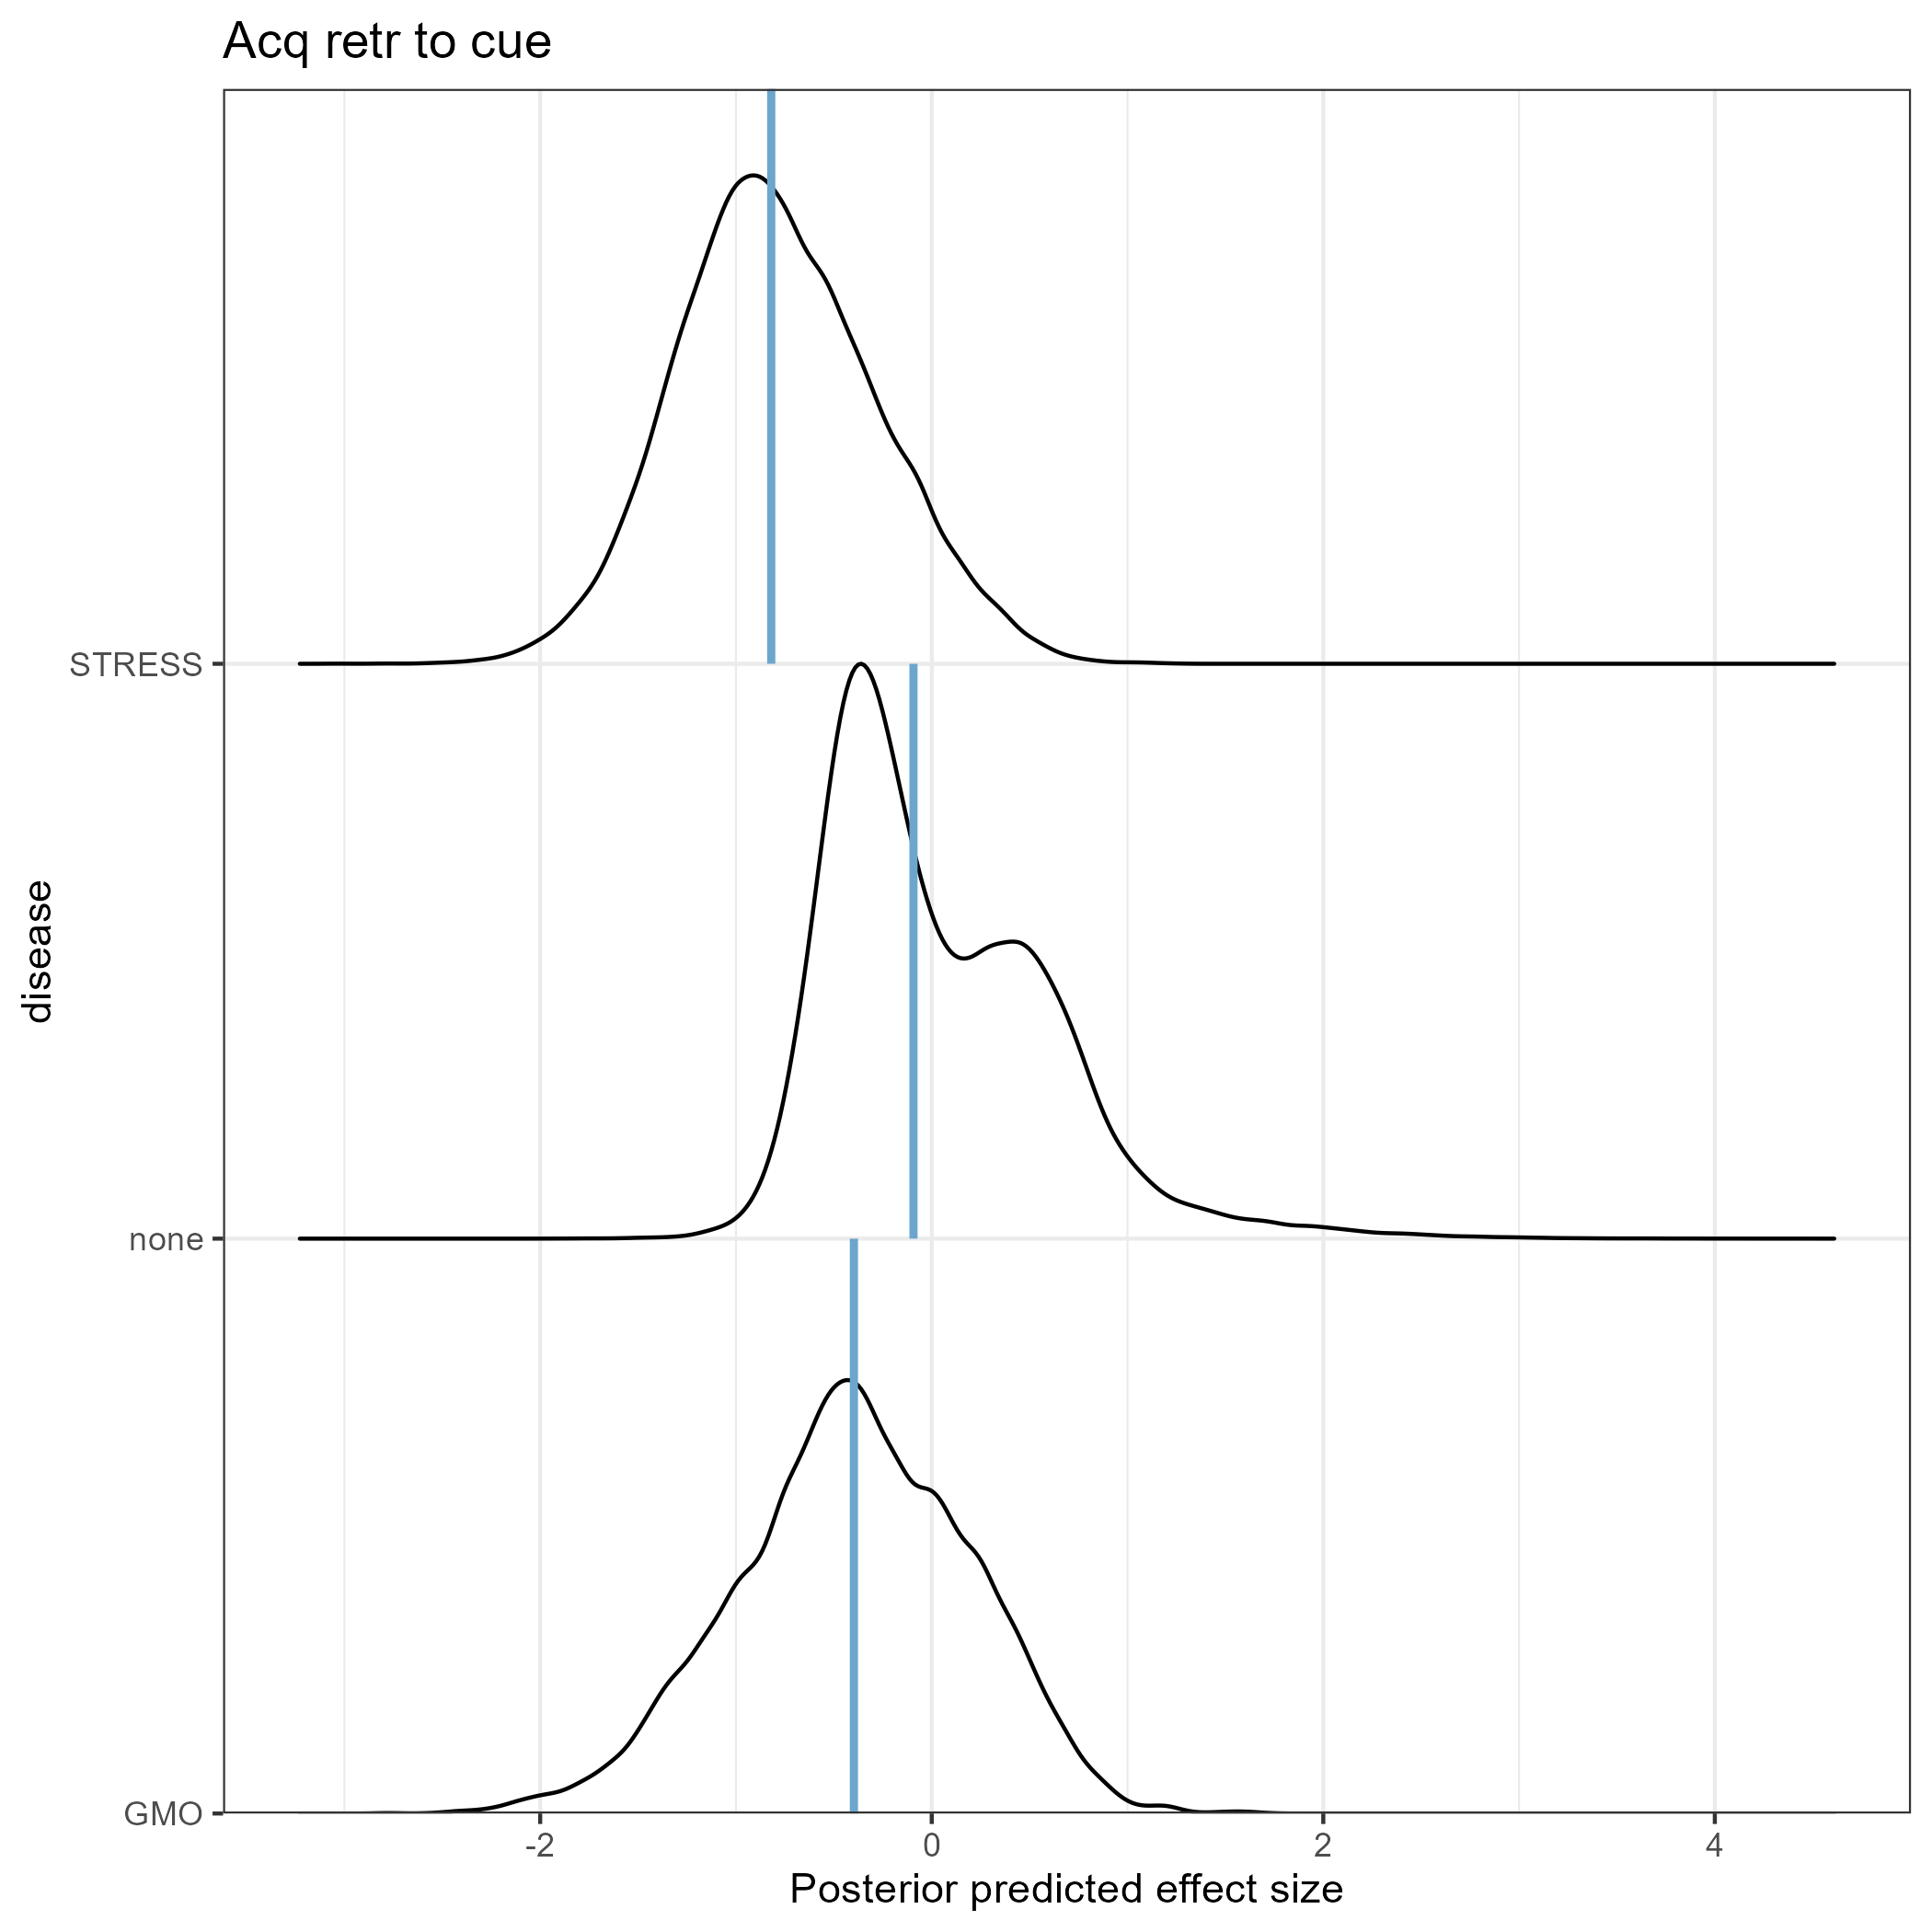 Acq retr to cue
STRESS
disease
none
GMO
-2 0 2 4
Posterior predicted effect size